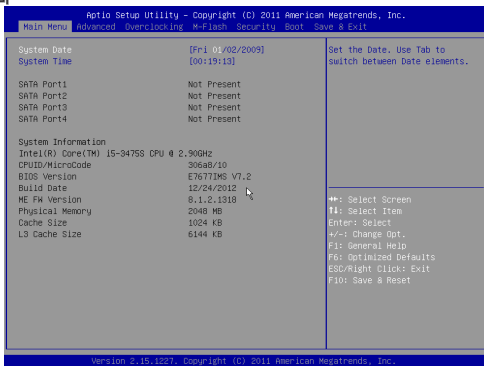 Aptio Setup Utility – Copyright (C) 2011 American Megatrends, Inc.
Main Menu Advanced Overclocking M-Flash Security Boot Save & Exit
System Date [Fri 01/02/2009]
System Time [00:19:13]
SATA Port1 Not Present
SATA Port2 Not Present
SATA Port3 Not Present
SATA Port4 Not Present
System Information
Intel(R) Core(TM) i5-3475S CPU @ 2.90GHz
CPUID/MicroCode 306a8/10
BIOS Version E7677IMS V7.2
Build Date 12/24/2012
ME FW Version 8.1.2.1318
Physical Memory 2048 MB
Cache Size 1024 KB
L3 Cache Size 6144 KB
Set the Date. Use Tab to
switch between Date elements.
→←: Select Screen
↑↓: Select Item
Enter: Select
+/-: Change Opt.
F1: General Help
F6: Optimized Defaults
ESC/Right Click: Exit
F10: Save & Reset
Version 2.15.1227. Copyright (C) 2011 American Megatrends, Inc.